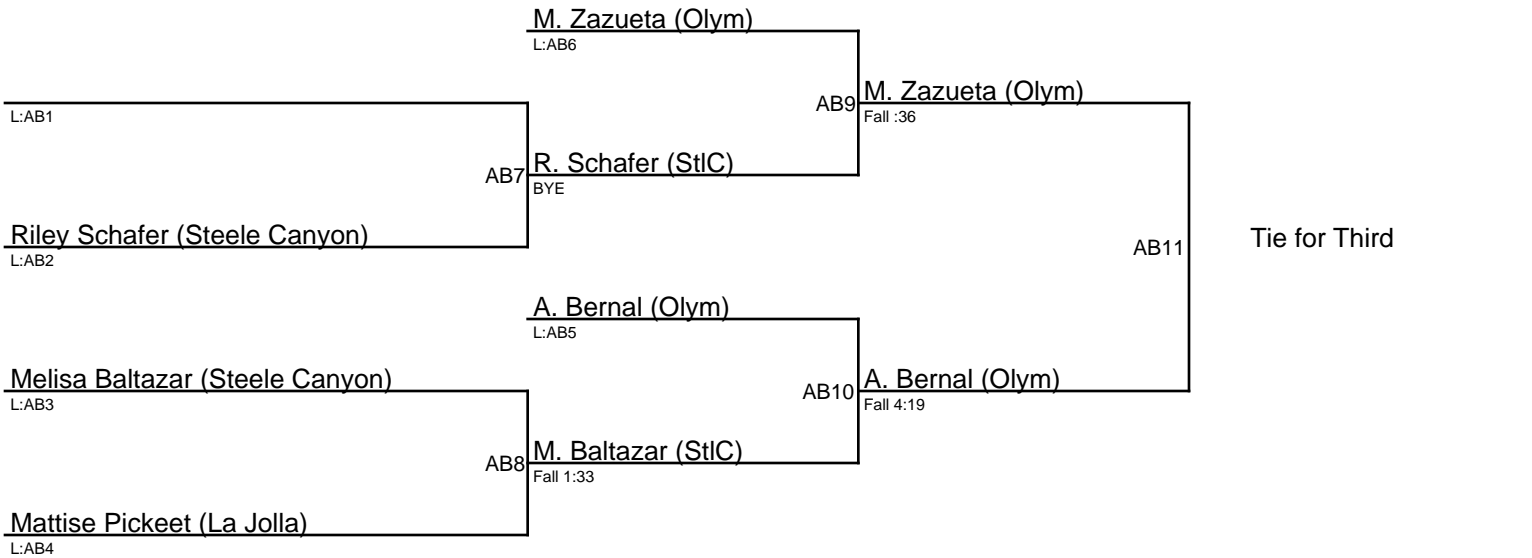 M. Zazueta (Olym)
L:AB6
AB9
M. Zazueta (Olym)
Fall :36
L:AB1
AB7
R. Schafer (StlC)
BYE
Riley Schafer (Steele Canyon)
L:AB2
AB11
Tie for Third
A. Bernal (Olym)
L:AB5
Melisa Baltazar (Steele Canyon)
L:AB3
AB10
A. Bernal (Olym)
Fall 4:19
AB8
M. Baltazar (StlC)
Fall 1:33
Mattise Pickeet (La Jolla)
L:AB4